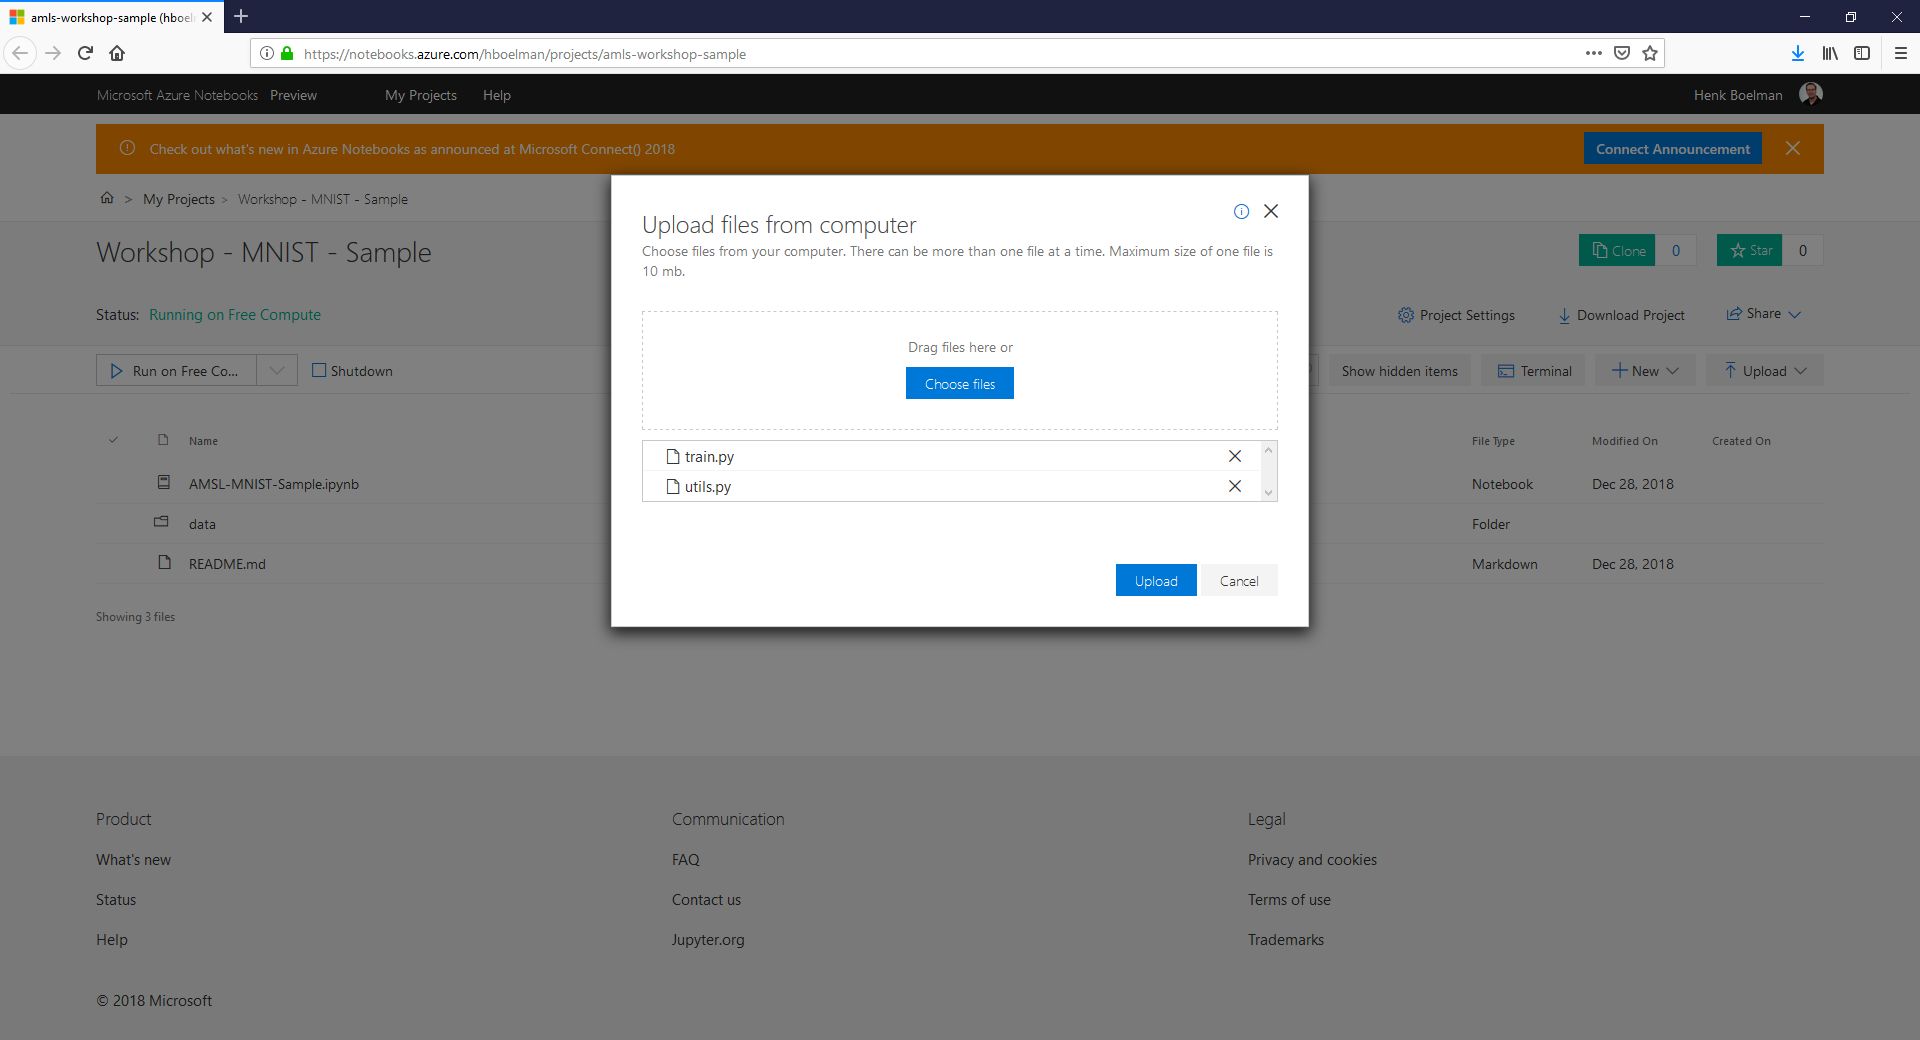 amls-workshop-sample (hboel
https://notebooks.azure.com/hboelman/projects/amls-workshop-sample
Microsoft Azure Notebooks Preview My Projects Help Henk Boelman
Check out what's new in Azure Notebooks as announced at Microsoft Connect() 2018 Connect Announcement
> My Projects > Workshop - MNIST - Sample
Workshop - MNIST - Sample
Clone 0 Star 0
Status: Running on Free Compute
Project Settings Download Project Share
Run on Free Co... Shutdown
Show hidden items Terminal New Upload
Name File Type Modified On Created On
AMSL-MNIST-Sample.ipynb Notebook Dec 28, 2018
data Folder
README.md Markdown Dec 28, 2018
Showing 3 files
Upload files from computer
Choose files from your computer. There can be more than one file at a time. Maximum size of one file is
10 mb.
Drag files here or
Choose files
train.py
utils.py
Upload Cancel
Product Communication Legal
What's new FAQ Privacy and cookies
Status Contact us Terms of use
Help Jupyter.org Trademarks
© 2018 Microsoft